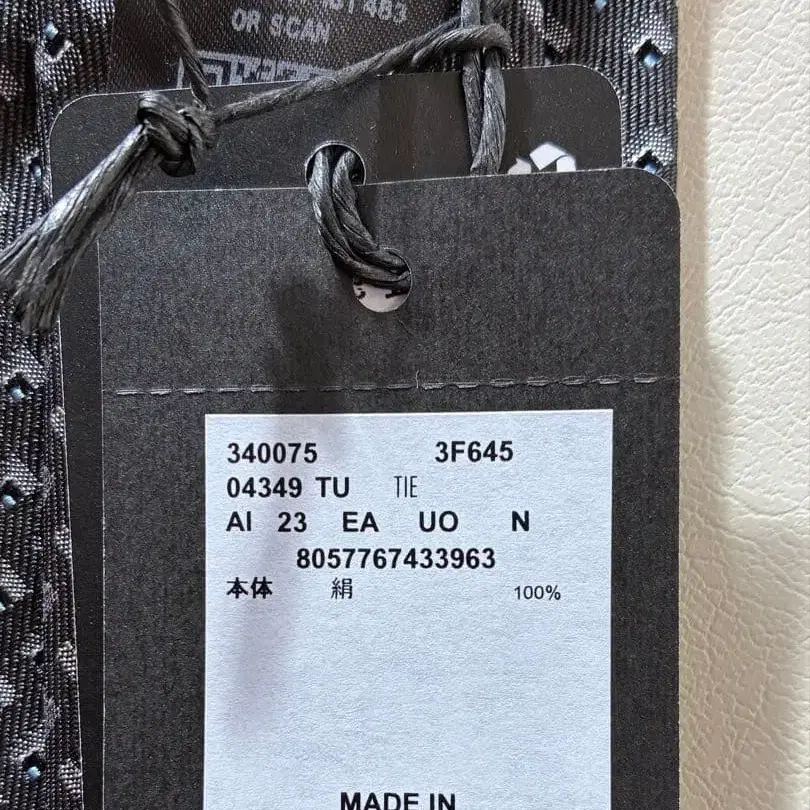 OR SCAN
340075 3F645
04349 TU TIE
AI 23 EA UO N
8057767433963
本体 絹 100%
MADE IN